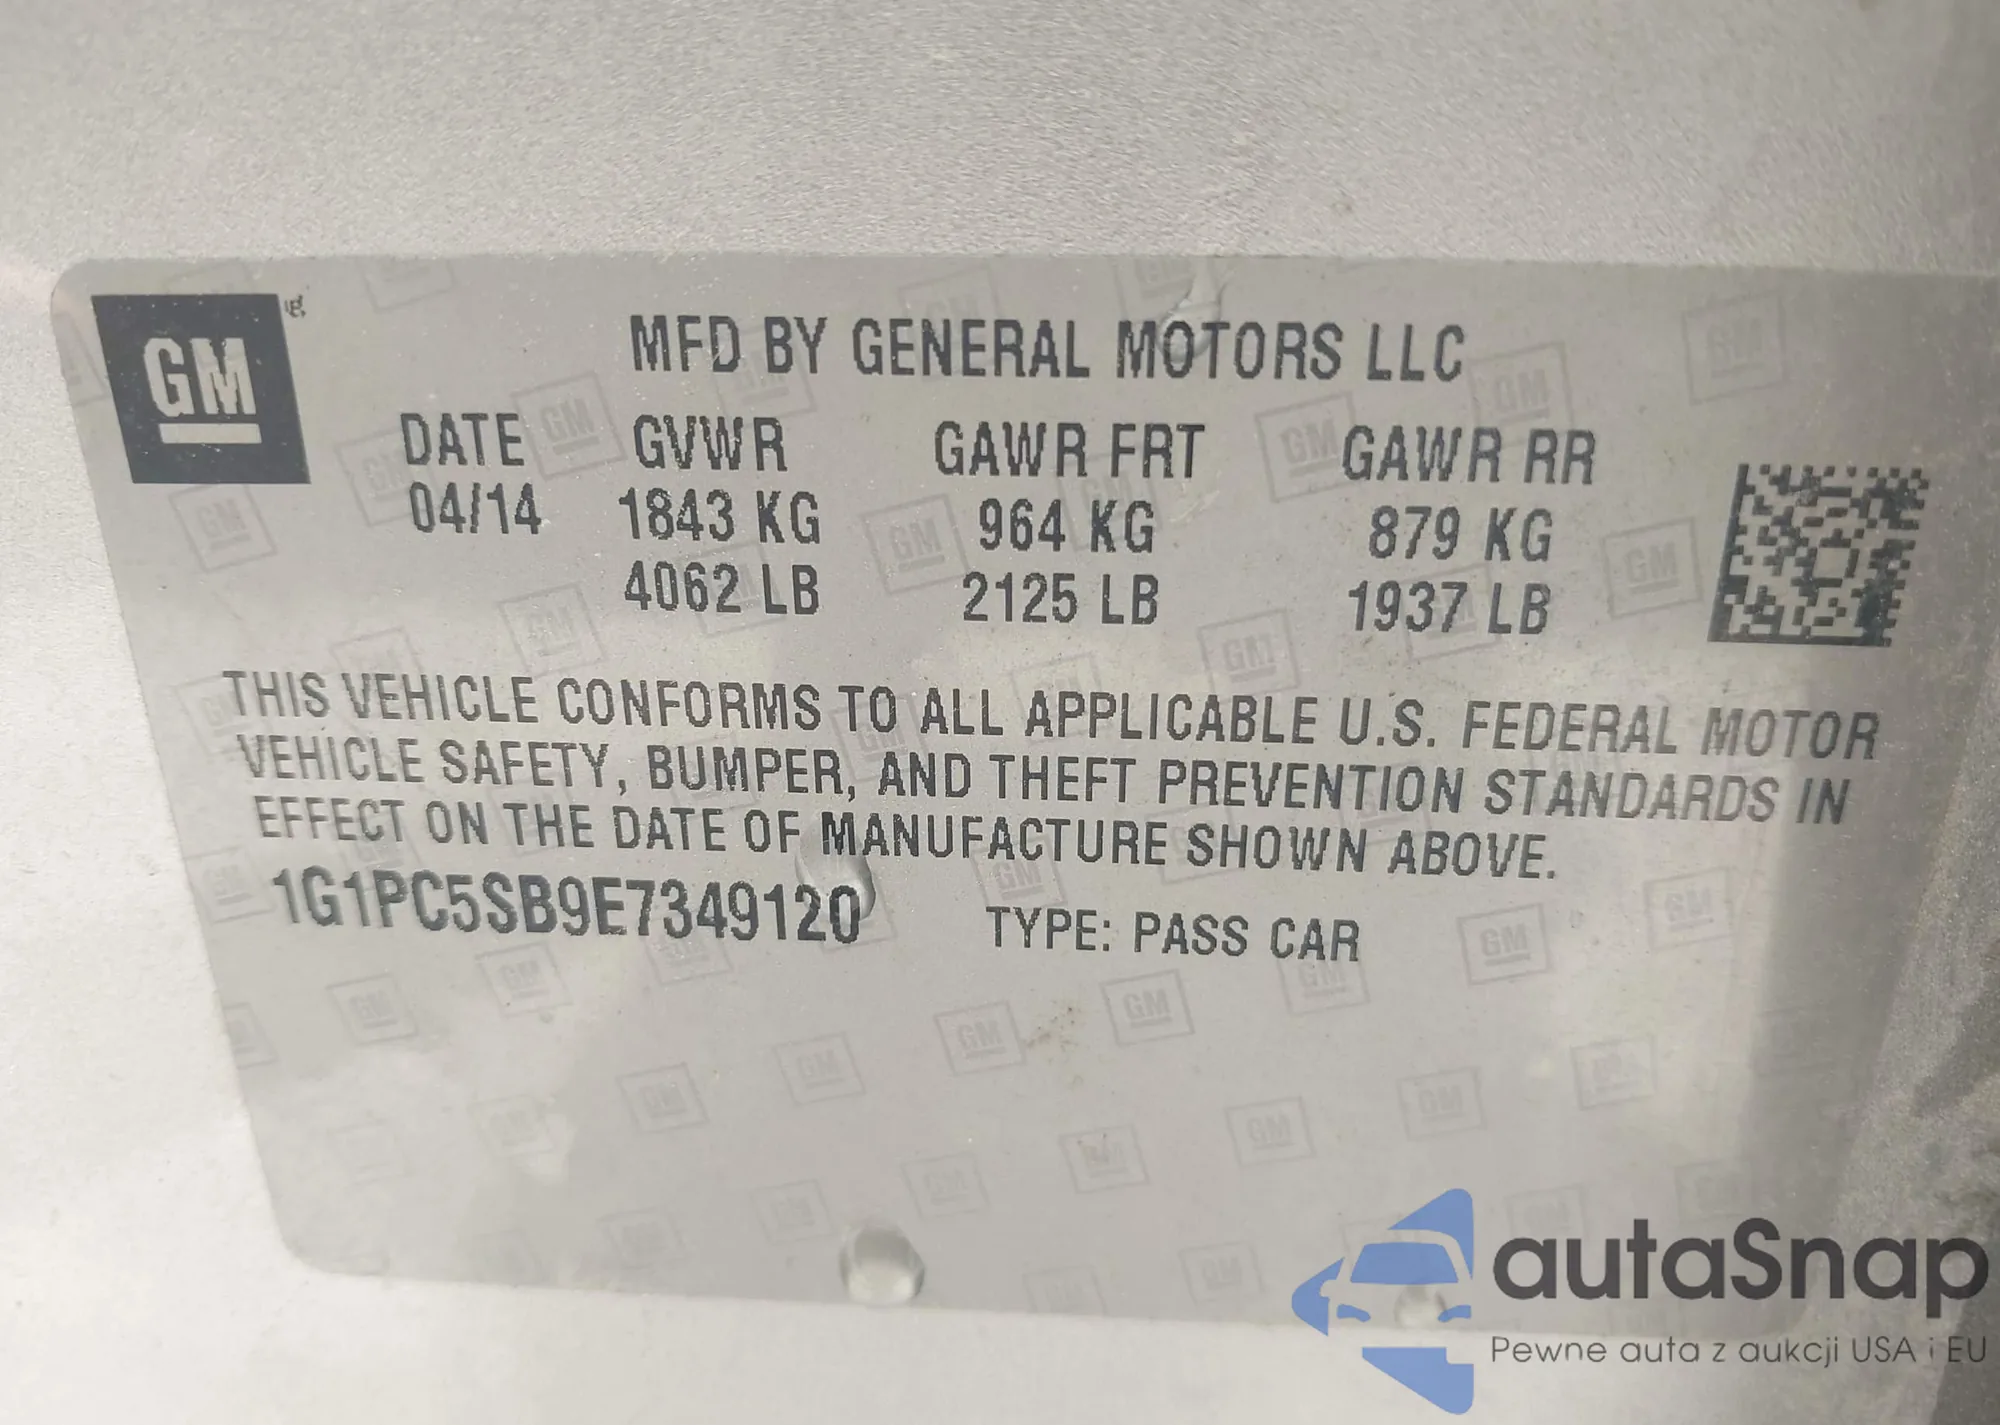 GM
MFD BY GENERAL MOTORS LLC
DATE GVWR GAWR FRT GAWR RR
04/14 1843 KG 964 KG 879 KG
4062 LB 2125 LB 1937 LB
THIS VEHICLE CONFORMS TO ALL APPLICABLE U.S. FEDERAL MOTOR
VEHICLE SAFETY, BUMPER, AND THEFT PREVENTION STANDARDS IN
EFFECT ON THE DATE OF MANUFACTURE SHOWN ABOVE.
1G1PC5SB9E7349120 TYPE: PASS CAR
autaSnap
Pewne auta z aukcji USA i EU